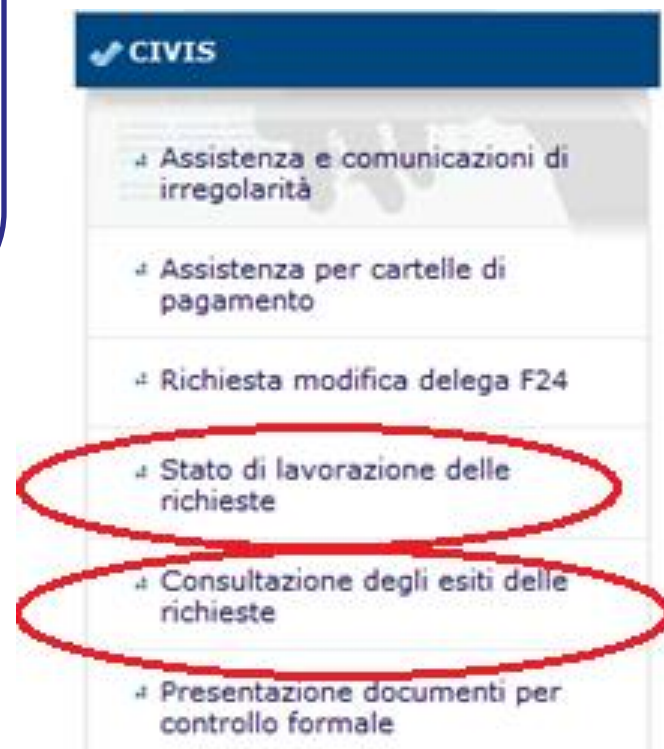 CIVIS
Assistenza e comunicazioni di
irregolarità
Assistenza per cartelle di
pagamento
Richiesta modifica delega F24
Stato di lavorazione delle
richieste
Consultazione degli esiti delle
richieste
Presentazione documenti per
controllo formale